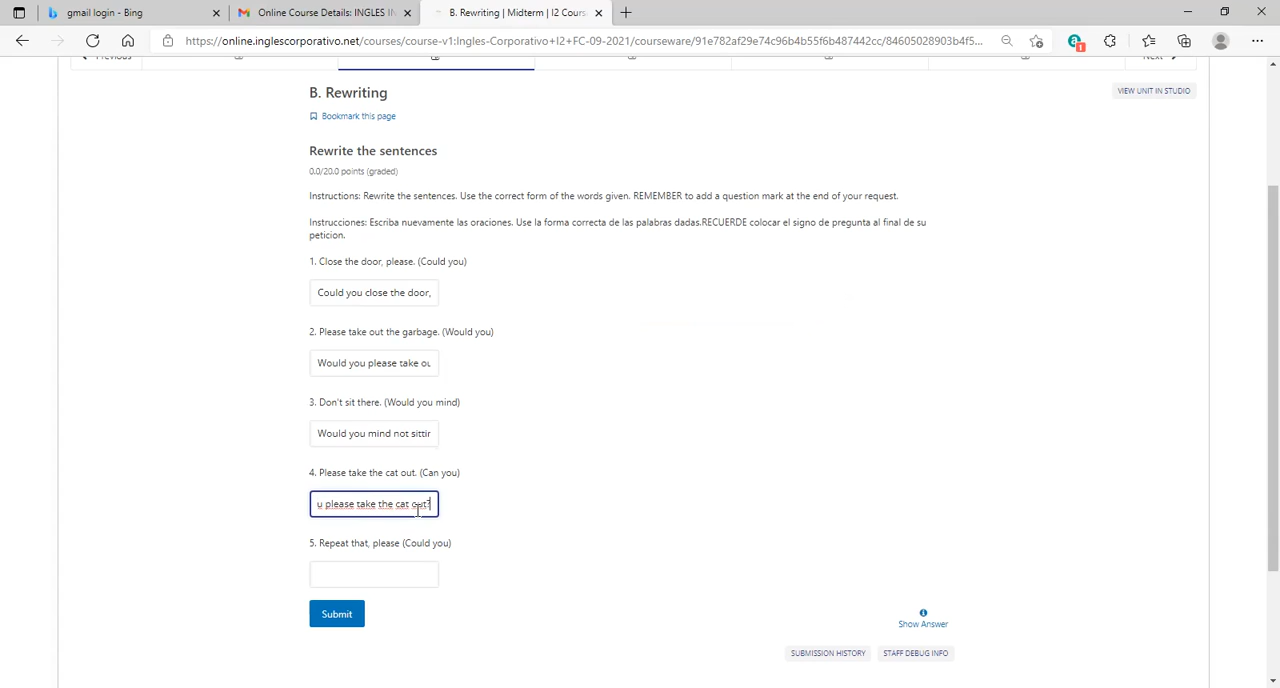 gmail login - Bing
Online Course Details: INGLES IN
B. Rewriting | Midterm | I2 Cours
https://online.inglescorporativo.net/courses/course-v1:Ingles-Corporativo+I2+FC-09-2021/courseware/91e782af29e74c96b4b55f6b487442cc/84605028903b4f5...
1
Previous
Next
B. Rewriting
VIEW UNIT IN STUDIO
Bookmark this page
Rewrite the sentences
0.0/20.0 points (graded)
Instructions: Rewrite the sentences. Use the correct form of the words given. REMEMBER to add a question mark at the end of your request.
Instrucciones: Escriba nuevamente las oraciones. Use la forma correcta de las palabras dadas.RECUERDE colocar el signo de pregunta al final de su
peticion.
1. Close the door, please. (Could you)
Could you close the door,
2. Please take out the garbage. (Would you)
Would you please take ou
3. Don't sit there. (Would you mind)
Would you mind not sittin
4. Please take the cat out. (Can you)
u please take the cat out?
5. Repeat that, please (Could you)
Submit
Show Answer
SUBMISSION HISTORY
STAFF DEBUG INFO